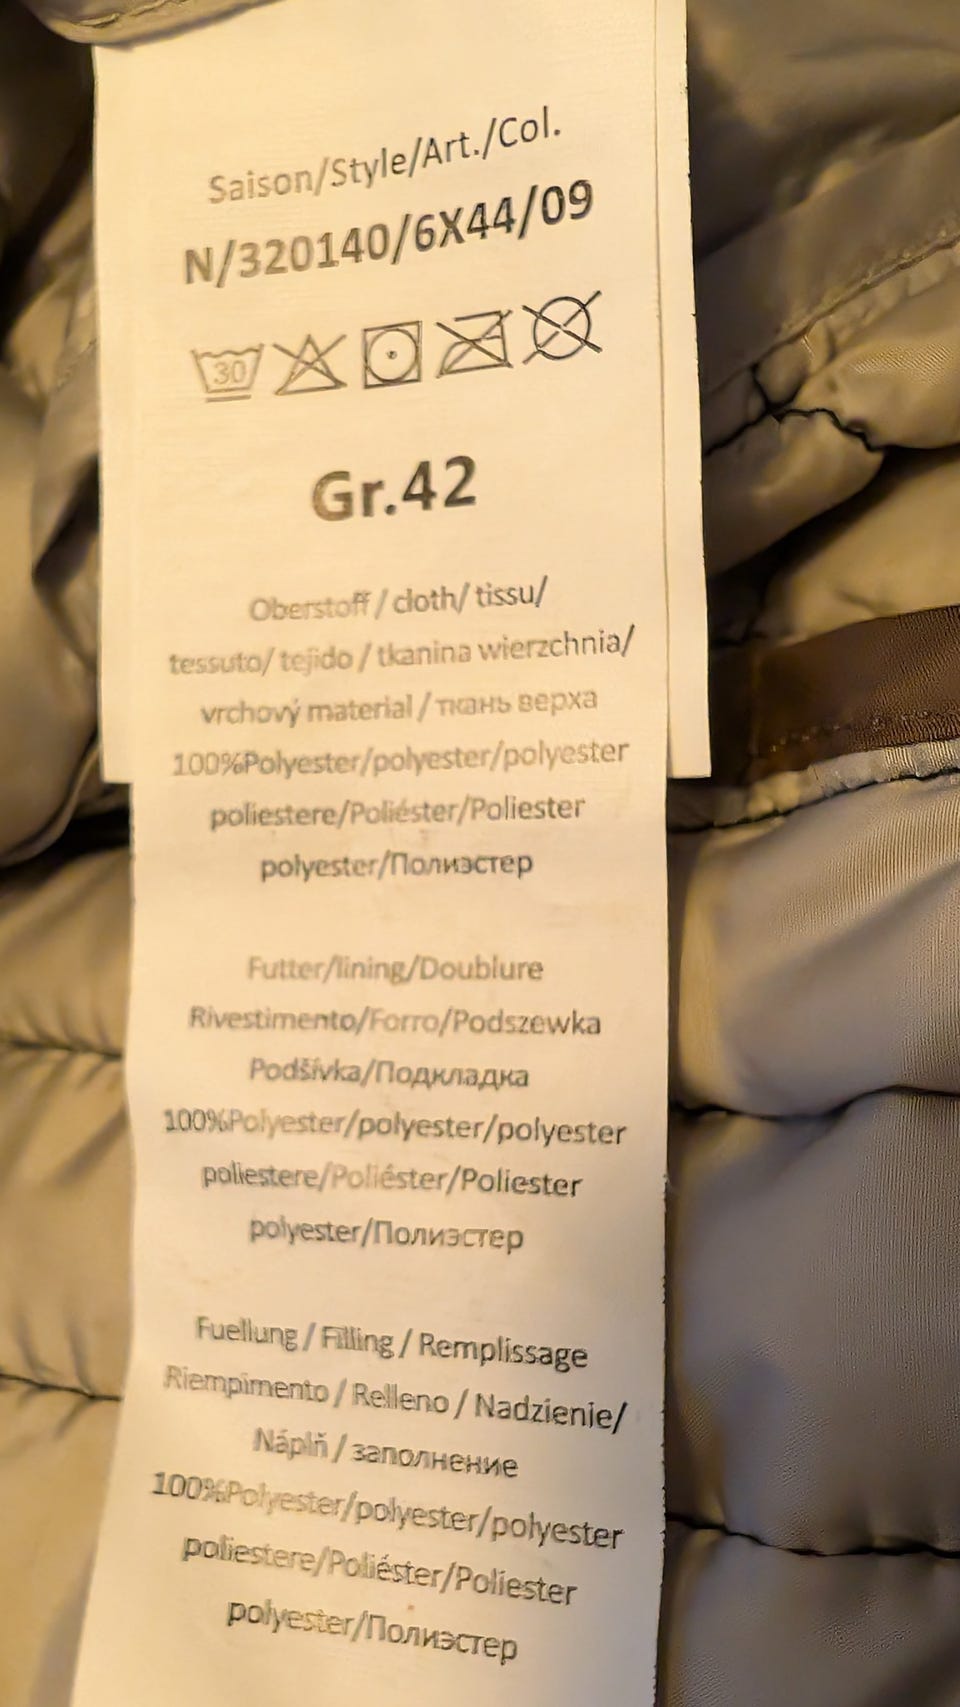 Saison/Style/Art./Col.
N/320140/6X44/09
30
Gr.42
Oberstoff / cloth/ tissu/
tessuto/ tejido / tkanina wierzchnia/
vrchový material / ткань верха
100%Polyester/polyester/polyester
poliestere/Poliéster/Poliester
polyester/Полиэстер
Futter/lining/Doublure
Rivestimento/Forro/Podszewka
Podšívka/Подкладка
100%Polyester/polyester/polyester
poliestere/Poliéster/Poliester
polyester/Полиэстер
Fuellung / Filling / Remplissage
Riempimento / Relleno / Nadzienie/
Náplň / заполнение
100%Polyester/polyester/polyester
poliestere/Poliéster/Poliester
polyester/Полиэстер